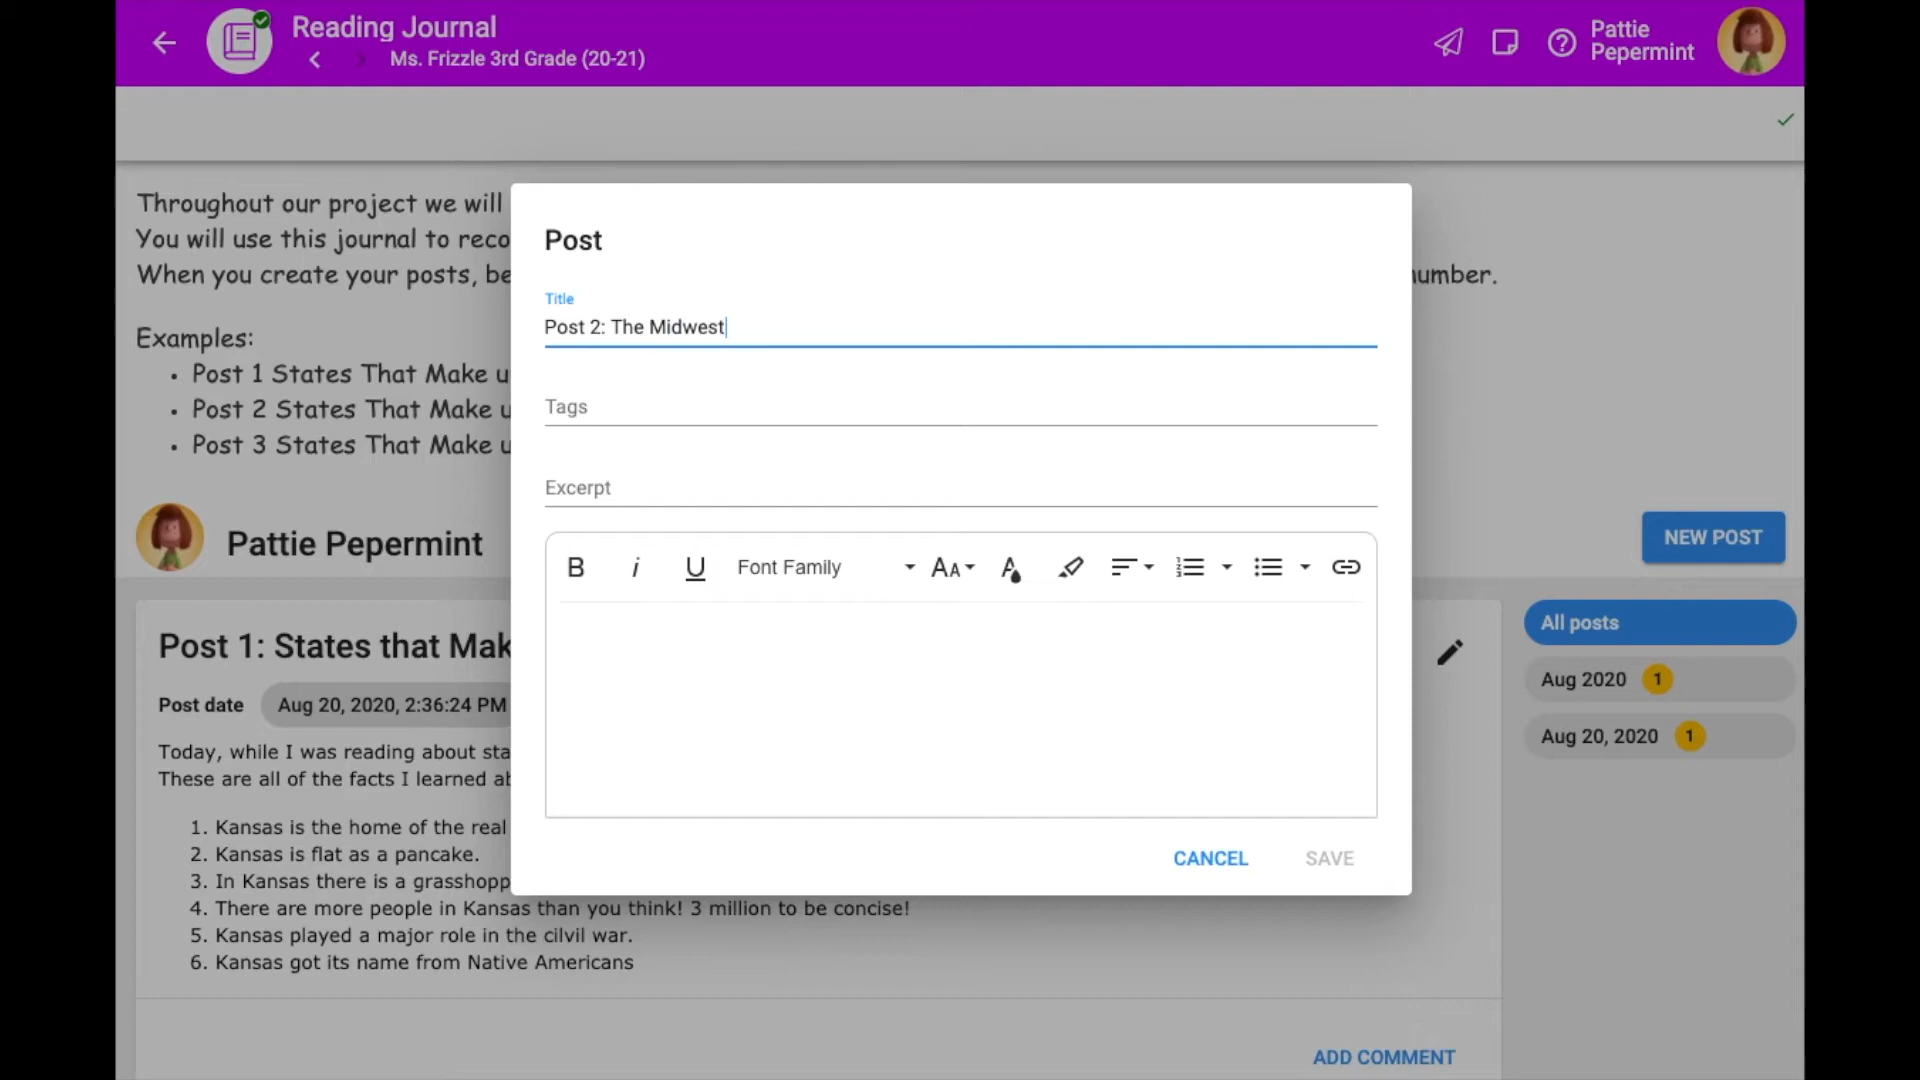 Reading Journal
Ms. Frizzle 3rd Grade (20-21)
Pattie
Pepermint
Throughout our project we will
You will use this journal to reco
When you create your posts, be
umber.
Examples:
• Post 1 States That Make u
• Post 2 States That Make u
• Post 3 States That Make u
Pattie Pepermint
NEW POST
Post
Title
Post 2: The Midwest
Tags
Excerpt
B i U Font Family AA A
CANCEL SAVE
Post 1: States that Mak
Post date Aug 20, 2020, 2:36:24 PM
Today, while I was reading about sta
These are all of the facts I learned ab
1. Kansas is the home of the real
2. Kansas is flat as a pancake.
3. In Kansas there is a grasshopp
4. There are more people in Kansas than you think! 3 million to be concise!
5. Kansas played a major role in the cilvil war.
6. Kansas got its name from Native Americans
ADD COMMENT
All posts
Aug 2020 1
Aug 20, 2020 1